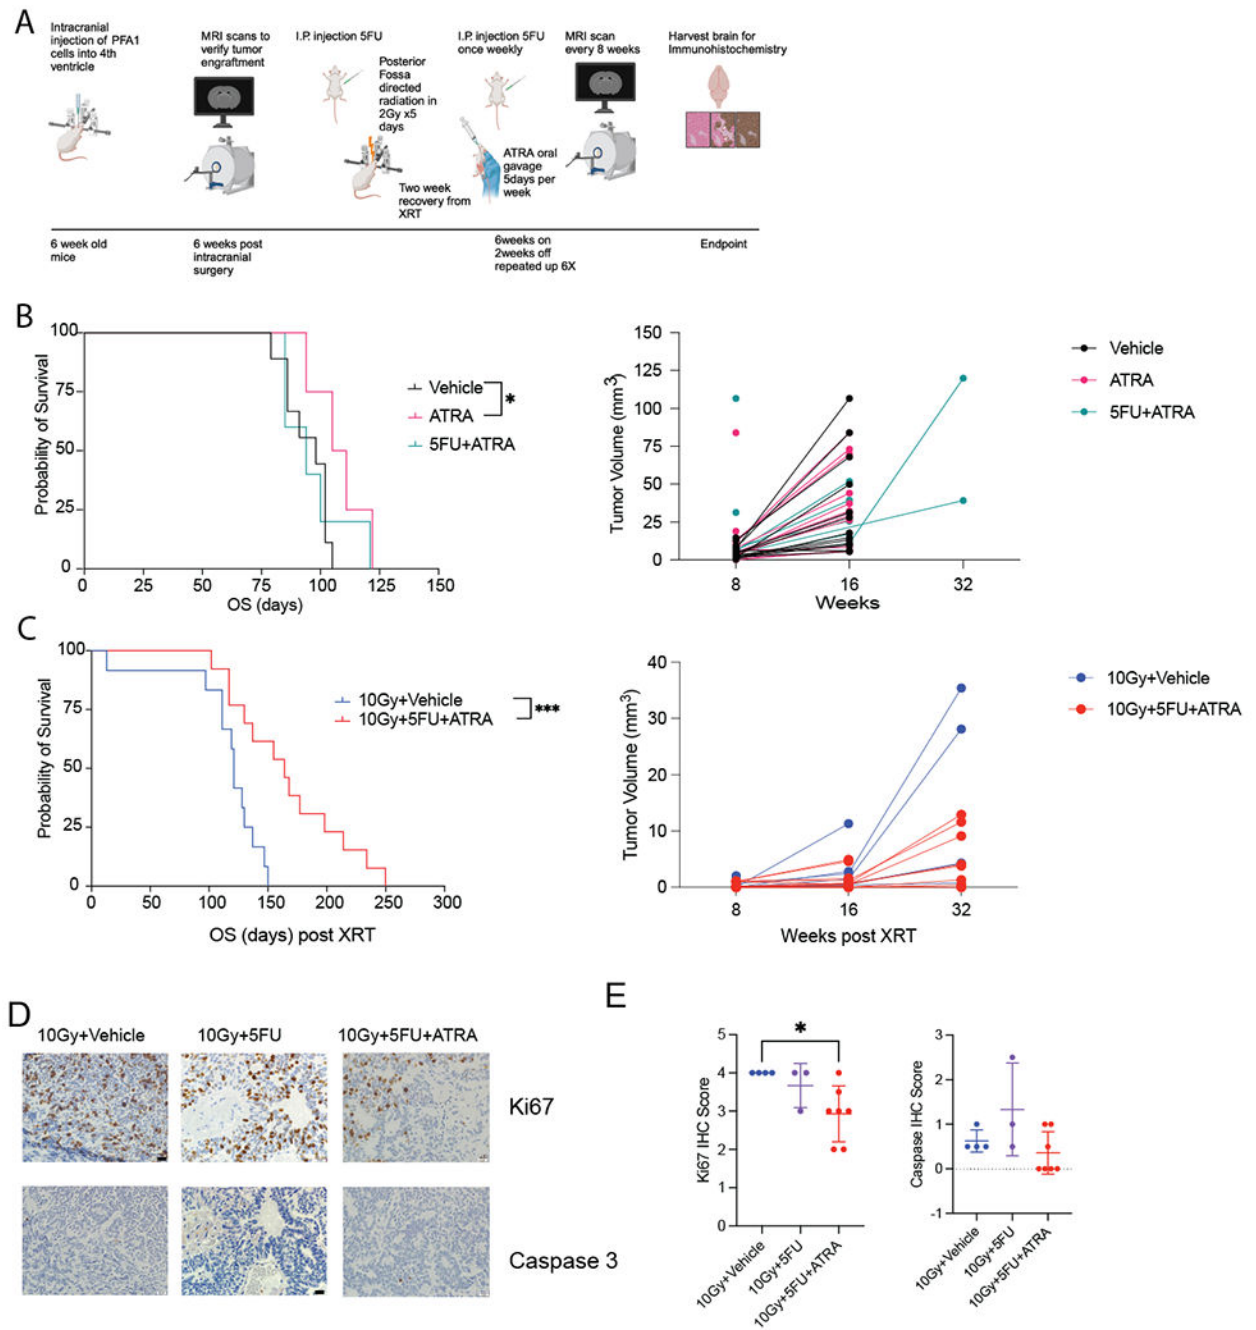 A
Intracranial
injection of PFA1
cells into 4th
ventricle
MRI scans to
verify tumor
engraftment
I.P. injection 5FU
Posterior
Fossa
directed
radiation in
2Gy x5
days
Two week
recovery from
XRT
I.P. injection 5FU
once weekly
ATRA oral
gavage
5days per
week
MRI scan
every 8 weeks
Harvest brain for
Immunohistochemistry
6 week old
mice
6 weeks post
intracranial
surgery
6weeks on
2weeks off
repeated up 6X
Endpoint
B
Probability of Survival
100
75
50
25
0
0 25 50 75 100 125 150
OS (days)
Vehicle
ATRA
5FU+ATRA
*
Tumor Volume (mm3)
150
125
100
75
50
25
0
8 16 32
Weeks
Vehicle
ATRA
5FU+ATRA
C
Probability of Survival
100
75
50
25
0
0 50 100 150 200 250 300
OS (days) post XRT
10Gy+Vehicle
10Gy+5FU+ATRA
***
Tumor Volume (mm3)
40
30
20
10
0
8 16 32
Weeks post XRT
10Gy+Vehicle
10Gy+5FU+ATRA
D
10Gy+Vehicle 10Gy+5FU 10Gy+5FU+ATRA
Ki67
Caspase 3
E
Ki67 IHC Score
5
4
3
2
1
0
*
10Gy+Vehicle
10Gy+5FU
10Gy+5FU+ATRA
Caspase IHC Score
3
2
1
0
-1
10Gy+Vehicle
10Gy+5FU
10Gy+5FU+ATRA